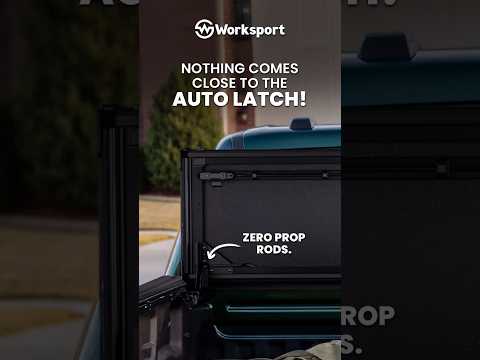 Worksport
NOTHING COMES
CLOSE TO THE
AUTO LATCH!
ZERO PROP
RODS.